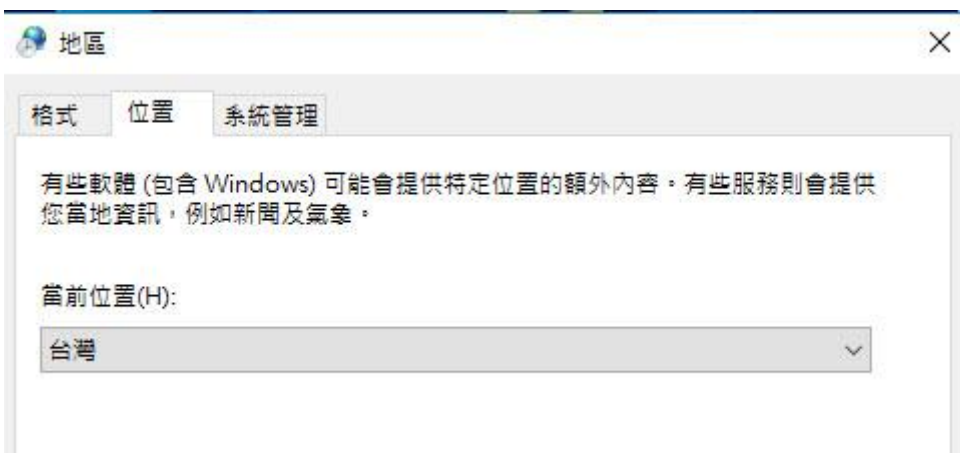 地區
格式 位置 系統管理
有些軟體 (包含 Windows) 可能會提供特定位置的額外內容。有些服務則會提供
您當地資訊，例如新聞及氣象。
當前位置(H):
台灣